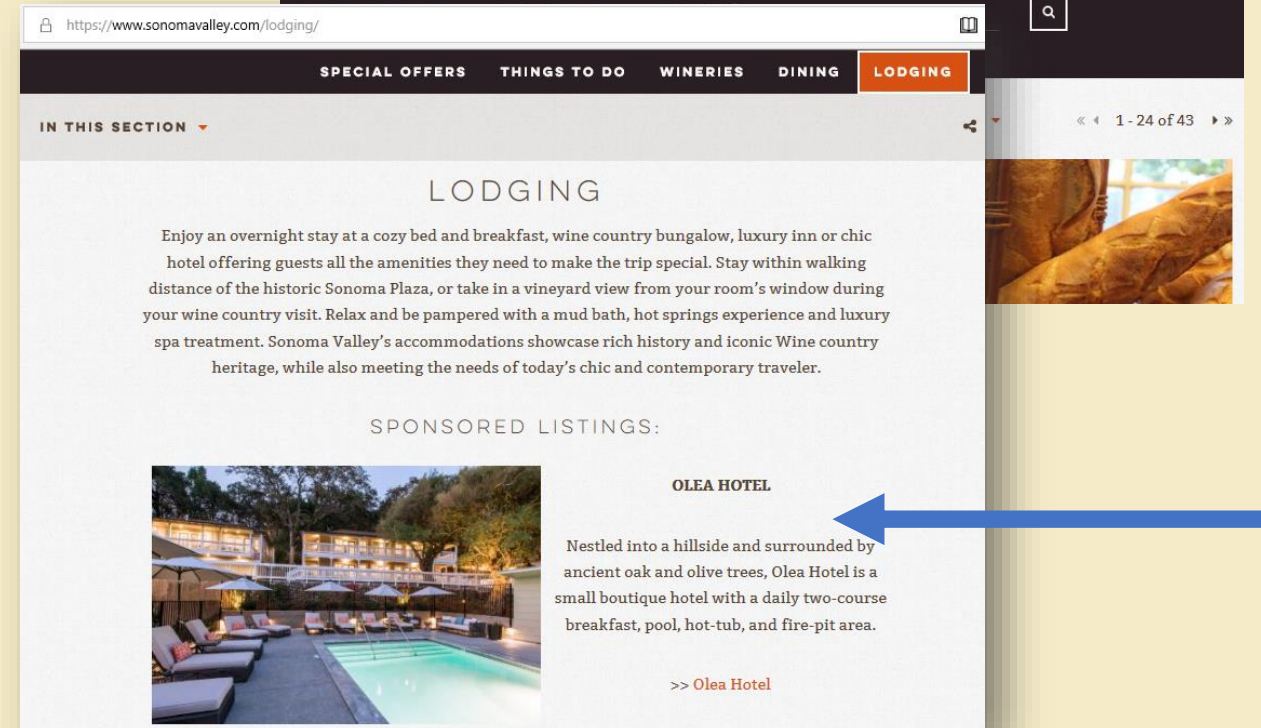 https://www.sonomavalley.com/lodging/
SPECIAL OFFERS THINGS TO DO WINERIES DINING LODGING
IN THIS SECTION
1 - 24 of 43
LODGING
Enjoy an overnight stay at a cozy bed and breakfast, wine country bungalow, luxury inn or chic
hotel offering guests all the amenities they need to make the trip special. Stay within walking
distance of the historic Sonoma Plaza, or take in a vineyard view from your room's window during
your wine country visit. Relax and be pampered with a mud bath, hot springs experience and luxury
spa treatment. Sonoma Valley's accommodations showcase rich history and iconic Wine country
heritage, while also meeting the needs of today's chic and contemporary traveler.
SPONSORED LISTINGS:
OLEA HOTEL
Nestled into a hillside and surrounded by
ancient oak and olive trees, Olea Hotel is a
small boutique hotel with a daily two-course
breakfast, pool, hot-tub, and fire-pit area.
>> Olea Hotel